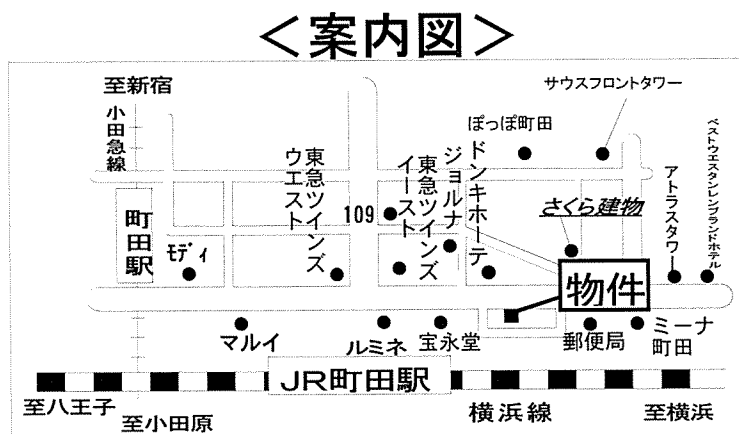 ＜案内図＞
至新宿
小田急線
町田駅
モディ
東急ツインズ
ウエスト
109
東急ツインズ
イースト
ジョルナ
ドンキホーテ
ぽっぽ町田
サウスフロントタワー
さくら建物
アトラスタワー
ベストウエスタンレンブランドホテル
物件
マルイ
ルミネ
宝永堂
郵便局
ミーナ
町田
JR町田駅
至八王子
至小田原
横浜線
至横浜